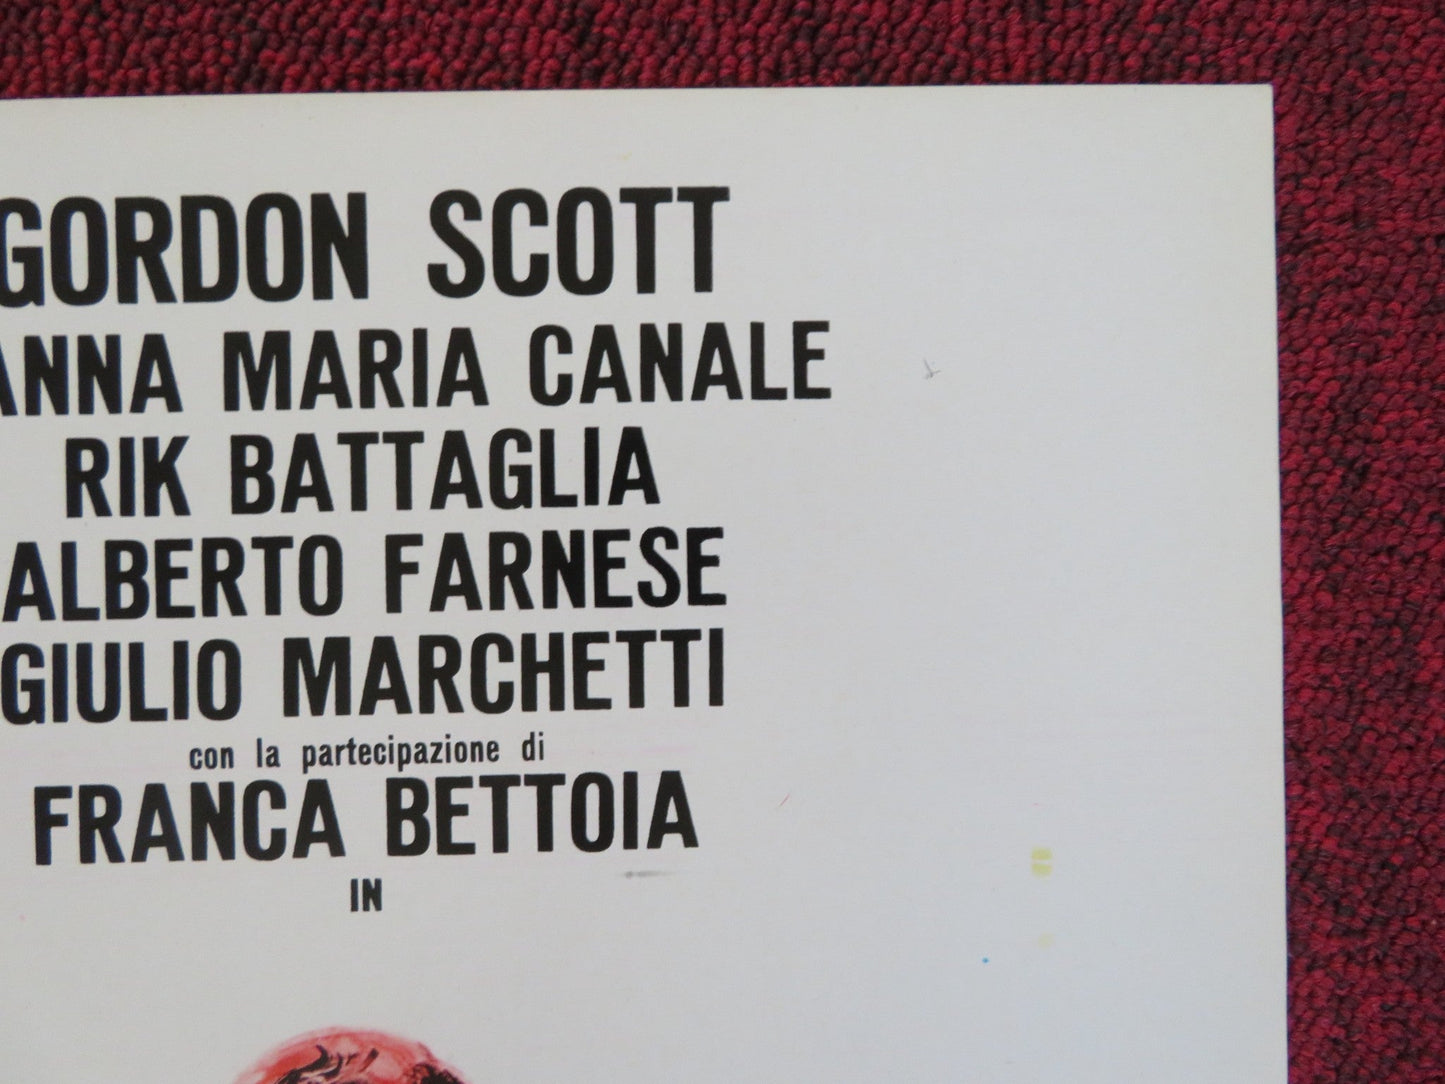 GORDON SCOTT
ANNA MARIA CANALE
RIK BATTAGLIA
ALBERTO FARNESE
GIULIO MARCHETTI
con la partecipazione di
FRANCA BETTOIA
IN